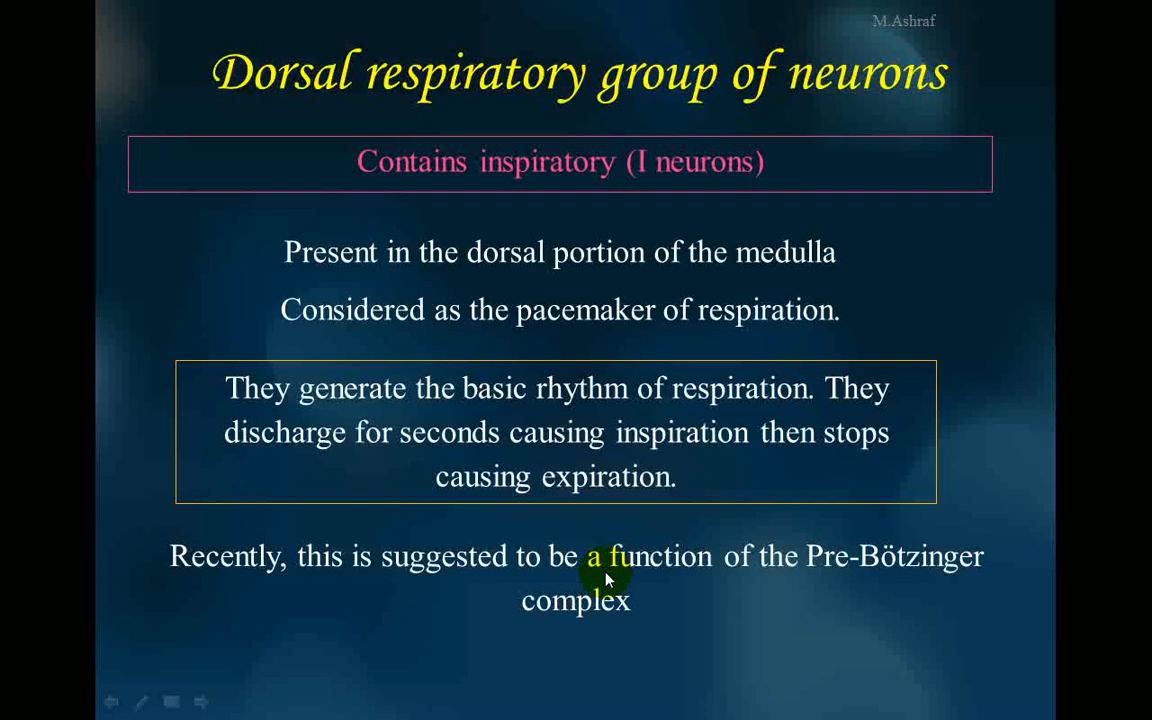 M.Ashraf
Dorsal respiratory group of neurons
Contains inspiratory (I neurons)
Present in the dorsal portion of the medulla
Considered as the pacemaker of respiration.
They generate the basic rhythm of respiration. They
discharge for seconds causing inspiration then stops
causing expiration.
Recently, this is suggested to be a function of the Pre-Bötzinger
complex